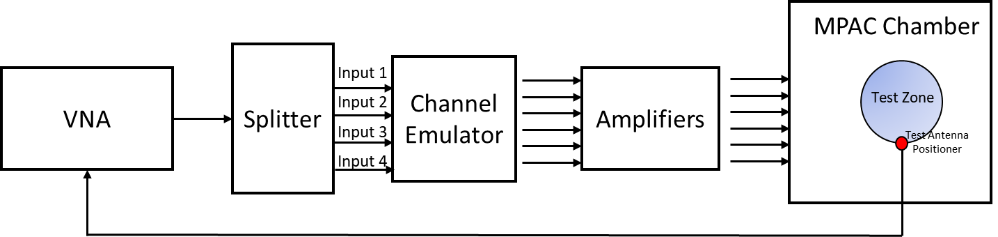 VNA
Splitter
Input 1
Input 2
Input 3
Input 4
Channel
Emulator
Amplifiers
MPAC Chamber
Test Zone
Test Antenna
Positioner